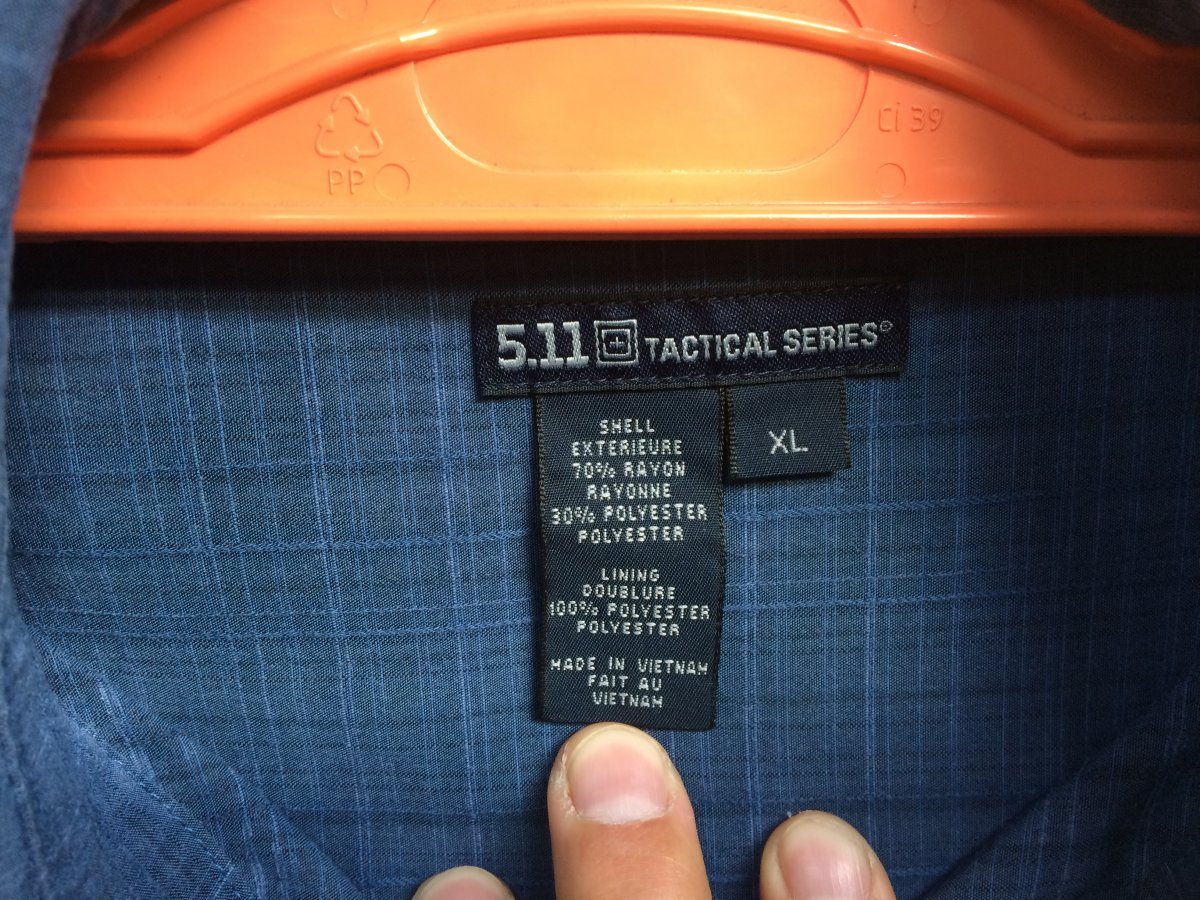 PP
Ci 39
5.11 TACTICAL SERIES®
XL
SHELL
EXTERIEURE
70% RAYON
RAYONNE
30% POLYESTER
POLYESTER
LINING
DOUBLURE
100% POLYESTER
POLYESTER
MADE IN VIETNAM
FAIT AU
VIETNAM